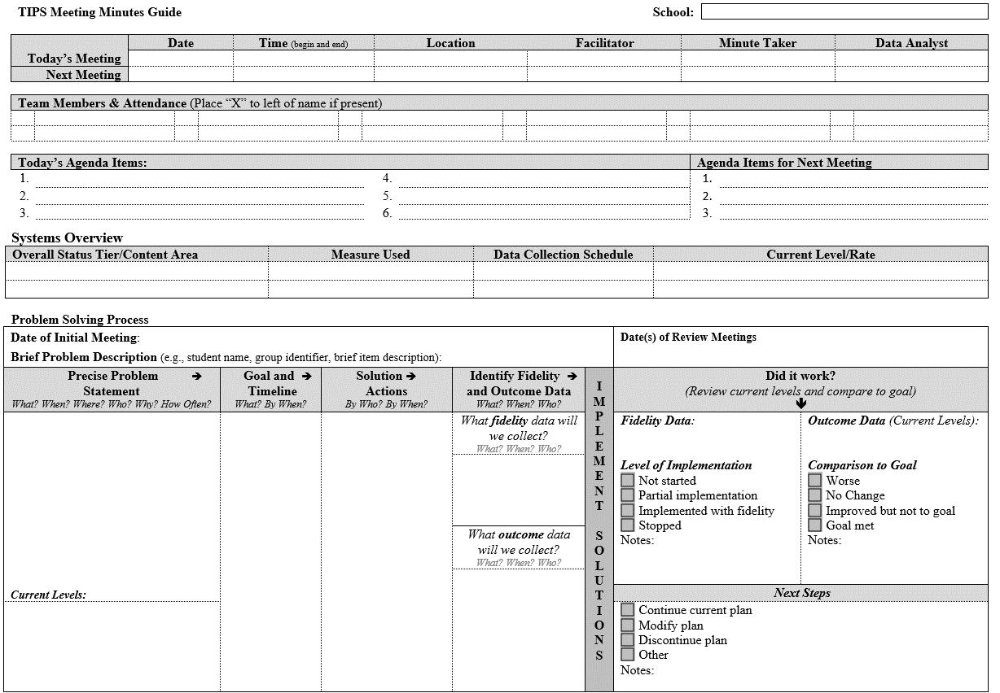 TIPS Meeting Minutes Guide
School:
Date
Time (begin and end)
Location
Facilitator
Minute Taker
Data Analyst
Today’s Meeting
Next Meeting
Team Members & Attendance (Place “X” to left of name if present)
Today’s Agenda Items:
Agenda Items for Next Meeting
1.
4.
1.
2.
5.
2.
3.
6.
3.
Systems Overview
Overall Status Tier/Content Area
Measure Used
Data Collection Schedule
Current Level/Rate
Problem Solving Process
Date of Initial Meeting:
Brief Problem Description (e.g., student name, group identifier, brief item description):
Date(s) of Review Meetings
Precise Problem ➔
Statement
What? When? Where? Who? Why? How Often?
Goal and ➔
Timeline
What? By When?
Solution ➔
Actions
By Who? By When?
Identify Fidelity ➔
and Outcome Data
What? When? Who?
IMPLEMENT SOLUTIONS
Did it work?
(Review current levels and compare to goal)
What fidelity data will
we collect?
What? When? Who?
What outcome data
will we collect?
What? When? Who?
Current Levels:
Fidelity Data:
Level of Implementation
Not started
Partial implementation
Implemented with fidelity
Stopped
Notes:
Outcome Data (Current Levels):
Comparison to Goal
Worse
No Change
Improved but not to goal
Goal met
Notes:
Next Steps
Continue current plan
Modify plan
Discontinue plan
Other
Notes: